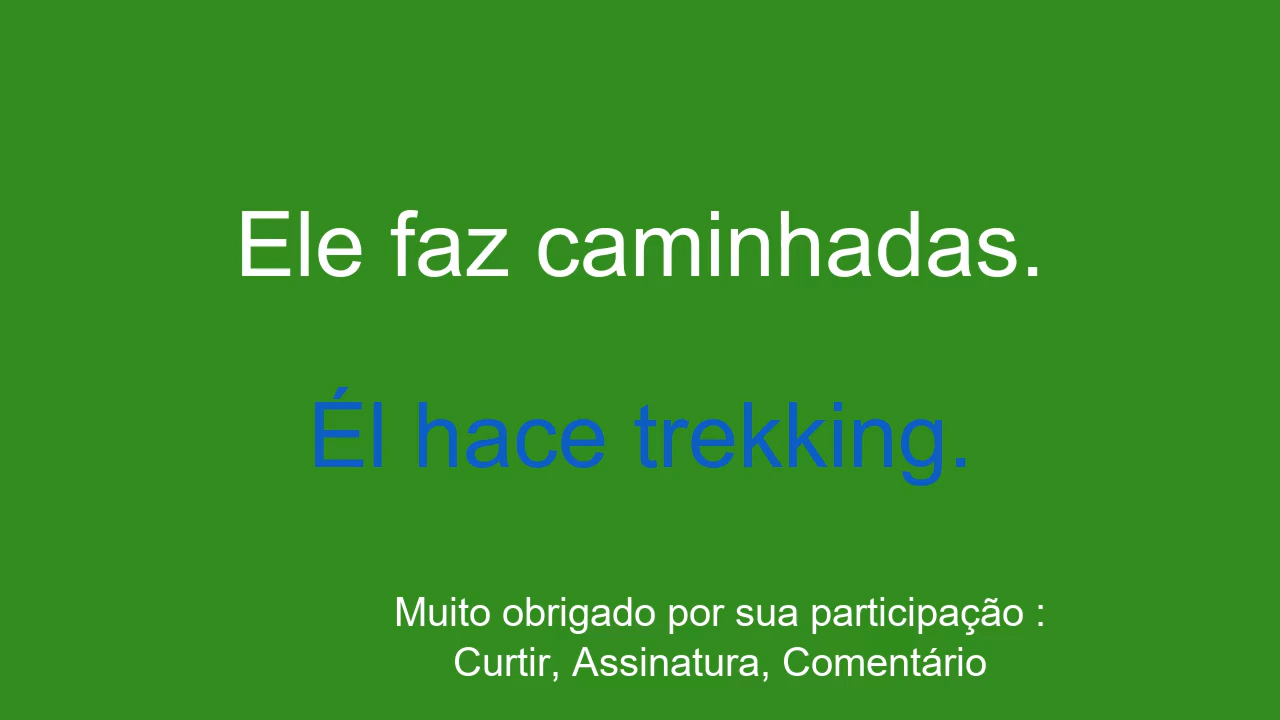 Ele faz caminhadas.
Él hace trekking.
Muito obrigado por sua participação :
Curtir, Assinatura, Comentário